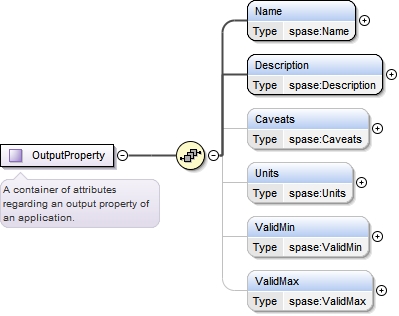 Name
Type spase:Name
Description
Type spase:Description
Caveats
Type spase:Caveats
OutputProperty
A container of attributes
regarding an output property of
an application.
Units
Type spase:Units
ValidMin
Type spase:ValidMin
ValidMax
Type spase:ValidMax